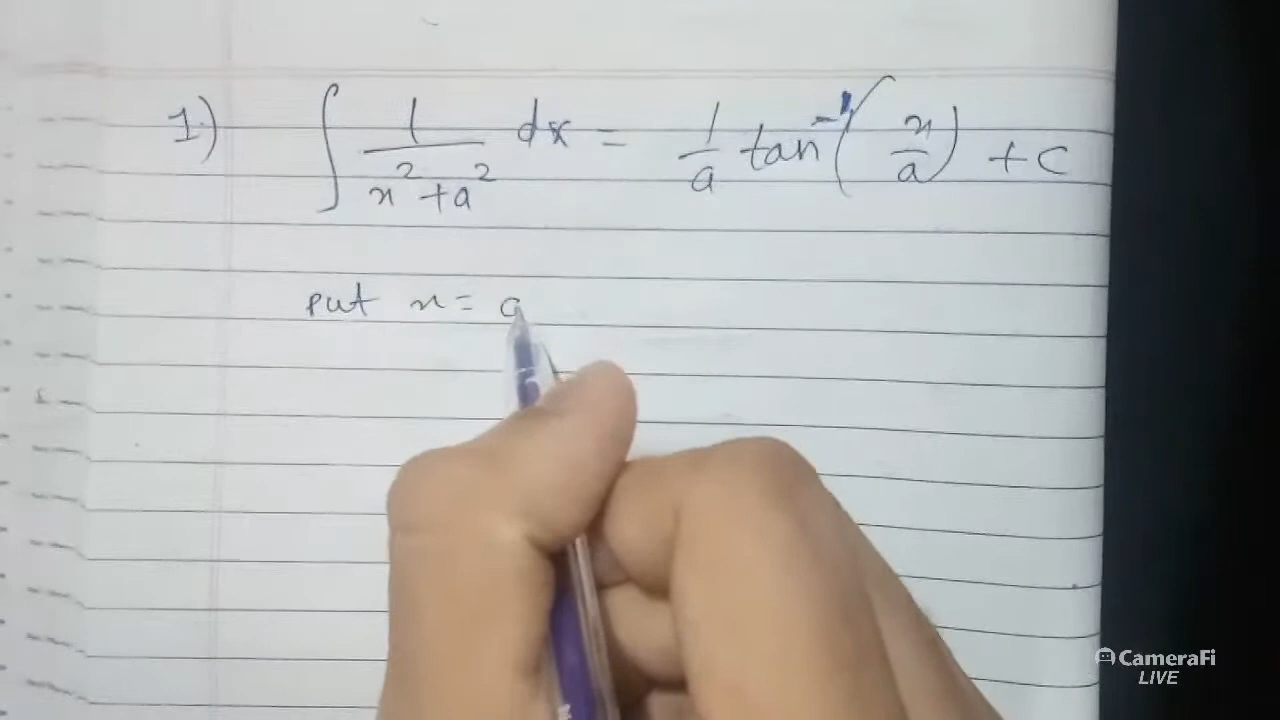 1) ∫ 1/(x²+a²) dx = 1/a tan⁻¹(x/a) + c
put x = a
CameraFi
LIVE